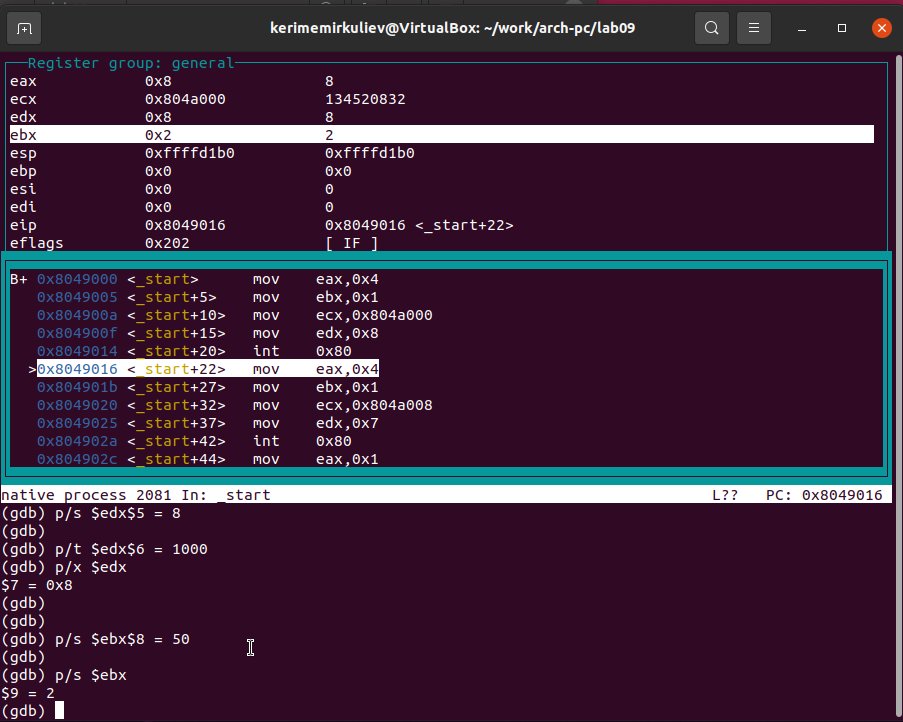 kerimemirkuliev@VirtualBox: ~/work/arch-pc/lab09
Register group: general
eax 0x8 8
ecx 0x804a000 134520832
edx 0x8 8
ebx 0x2 2
esp 0xffffd1b0 0xffffd1b0
ebp 0x0 0x0
esi 0x0 0
edi 0x0 0
eip 0x8049016 0x8049016 <_start+22>
eflags 0x202 [ IF ]
B+ 0x8049000 <_start> mov eax,0x4
0x8049005 <_start+5> mov ebx,0x1
0x804900a <_start+10> mov ecx,0x804a000
0x804900f <_start+15> mov edx,0x8
0x8049014 <_start+20> int 0x80
>0x8049016 <_start+22> mov eax,0x4
0x804901b <_start+27> mov ebx,0x1
0x8049020 <_start+32> mov ecx,0x804a008
0x8049025 <_start+37> mov edx,0x7
0x804902a <_start+42> int 0x80
0x804902c <_start+44> mov eax,0x1
native process 2081 In: _start L?? PC: 0x8049016
(gdb) p/s $edx$5 = 8
(gdb)
(gdb) p/t $edx$6 = 1000
(gdb) p/x $edx
$7 = 0x8
(gdb)
(gdb)
(gdb) p/s $ebx$8 = 50
(gdb)
(gdb) p/s $ebx
$9 = 2
(gdb)